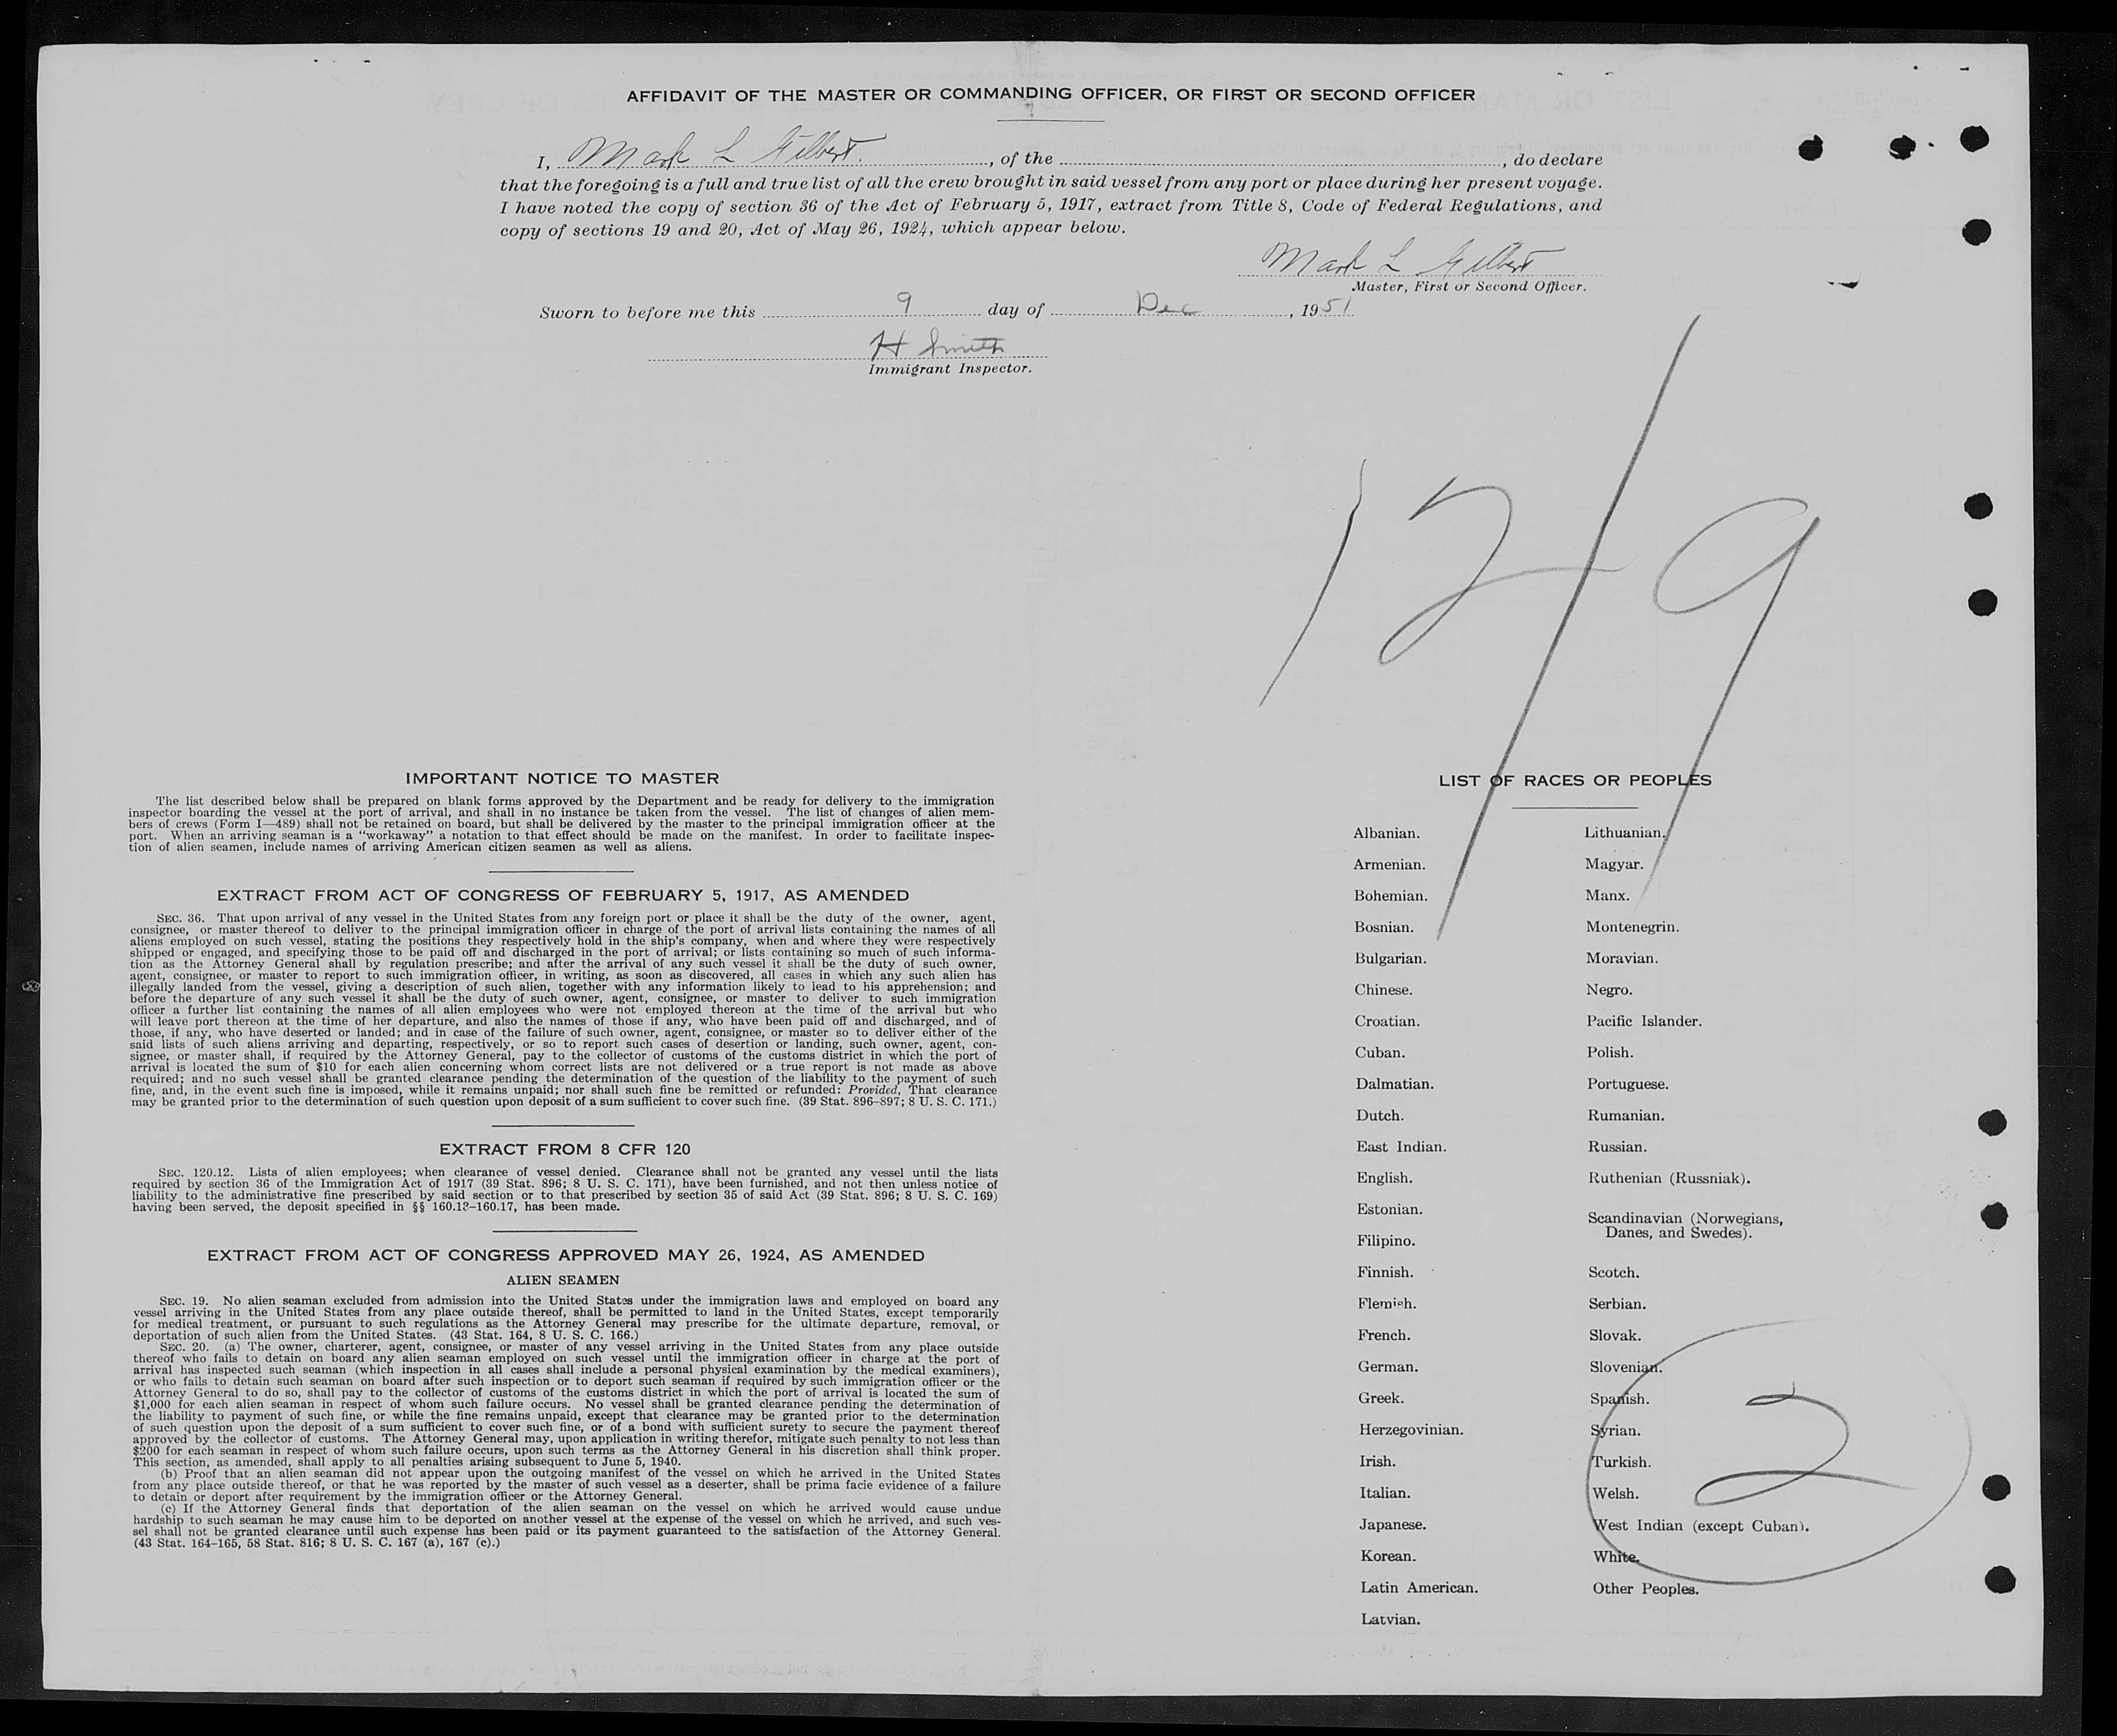 AFFIDAVIT OF THE MASTER OR COMMANDING OFFICER, OR FIRST OR SECOND OFFICER
I, Mark L Gilbert., of the , do declare
that the foregoing is a full and true list of all the crew brought in said vessel from any port or place during her present voyage.
I have noted the copy of section 36 of the Act of February 5, 1917, extract from Title 8, Code of Federal Regulations, and
copy of sections 19 and 20, Act of May 26, 1924, which appear below.
Mark L Gilbert
Master, First or Second Officer.
Sworn to before me this 9 day of Dec, 1951
H Smith
Immigrant Inspector.
12/9
IMPORTANT NOTICE TO MASTER
The list described below shall be prepared on blank forms approved by the Department and be ready for delivery to the immigration
inspector boarding the vessel at the port of arrival, and shall in no instance be taken from the vessel. The list of changes of alien mem-
bers of crews (Form I—489) shall not be retained on board, but shall be delivered by the master to the principal immigration officer at the
port. When an arriving seaman is a "workaway" a notation to that effect should be made on the manifest. In order to facilitate inspec-
tion of alien seamen, include names of arriving American citizen seamen as well as aliens.
EXTRACT FROM ACT OF CONGRESS OF FEBRUARY 5, 1917, AS AMENDED
SEC. 36. That upon arrival of any vessel in the United States from any foreign port or place it shall be the duty of the owner, agent,
consignee, or master thereof to deliver to the principal immigration officer in charge of the port of arrival lists containing the names of all
aliens employed on such vessel, stating the positions they respectively hold in the ship's company, when and where they were respectively
shipped or engaged, and specifying those to be paid off and discharged in the port of arrival; or lists containing so much of such informa-
tion as the Attorney General shall by regulation prescribe; and after the arrival of any such vessel it shall be the duty of such owner,
agent, consignee, or master to report to such immigration officer, in writing, as soon as discovered, all cases in which any such alien has
illegally landed from the vessel, giving a description of such alien, together with any information likely to lead to his apprehension; and
before the departure of any such vessel it shall be the duty of such owner, agent, consignee, or master to deliver to such immigration
officer a further list containing the names of all alien employees who were not employed thereon at the time of the arrival but who
will leave port thereon at the time of her departure, and also the names of those if any, who have been paid off and discharged, and of
those, if any, who have deserted or landed; and in case of the failure of such owner, agent, consignee, or master so to deliver either of the
said lists of such aliens arriving and departing, respectively, or so to report such cases of desertion or landing, such owner, agent, con-
signee, or master shall, if required by the Attorney General, pay to the collector of customs of the customs district in which the port of
arrival is located the sum of $10 for each alien concerning whom correct lists are not delivered or a true report is not made as above
required; and no such vessel shall be granted clearance pending the determination of the question of the liability to the payment of such
fine, and, in the event such fine is imposed, while it remains unpaid; nor shall such fine be remitted or refunded: Provided, That clearance
may be granted prior to the determination of such question upon deposit of a sum sufficient to cover such fine. (39 Stat. 896–897; 8 U. S. C. 171.)
EXTRACT FROM 8 CFR 120
SEC. 120.12. Lists of alien employees; when clearance of vessel denied. Clearance shall not be granted any vessel until the lists
required by section 36 of the Immigration Act of 1917 (39 Stat. 896; 8 U. S. C. 171), have been furnished, and not then unless notice of
liability to the administrative fine prescribed by said section or to that prescribed by section 35 of said Act (39 Stat. 896; 8 U. S. C. 169)
having been served, the deposit specified in §§ 160.13–160.17, has been made.
EXTRACT FROM ACT OF CONGRESS APPROVED MAY 26, 1924, AS AMENDED
ALIEN SEAMEN
SEC. 19. No alien seaman excluded from admission into the United States under the immigration laws and employed on board any
vessel arriving in the United States from any place outside thereof, shall be permitted to land in the United States, except temporarily
for medical treatment, or pursuant to such regulations as the Attorney General may prescribe for the ultimate departure, removal, or
deportation of such alien from the United States. (43 Stat. 164, 8 U. S. C. 166.)
SEC. 20. (a) The owner, charterer, agent, consignee, or master of any vessel arriving in the United States from any place outside
thereof who fails to detain on board any alien seaman employed on such vessel until the immigration officer in charge at the port of
arrival has inspected such seaman (which inspection in all cases shall include a personal physical examination by the medical examiners),
or who fails to detain such seaman on board after such inspection or to deport such seaman if required by such immigration officer or the
Attorney General to do so, shall pay to the collector of customs of the customs district in which the port of arrival is located the sum of
$1,000 for each alien seaman in respect of whom such failure occurs. No vessel shall be granted clearance pending the determination of
the liability to payment of such fine, or while the fine remains unpaid, except that clearance may be granted prior to the determination
of such question upon the deposit of a sum sufficient to cover such fine, or of a bond with sufficient surety to secure the payment thereof
approved by the collector of customs. The Attorney General may, upon application in writing therefor, mitigate such penalty to not less than
$200 for each seaman in respect of whom such failure occurs, upon such terms as the Attorney General in his discretion shall think proper.
This section, as amended, shall apply to all penalties arising subsequent to June 5, 1940.
(b) Proof that an alien seaman did not appear upon the outgoing manifest of the vessel on which he arrived in the United States
from any place outside thereof, or that he was reported by the master of such vessel as a deserter, shall be prima facie evidence of a failure
to detain or deport after requirement by the immigration officer or the Attorney General.
(c) If the Attorney General finds that deportation of the alien seaman on the vessel on which he arrived would cause undue
hardship to such seaman he may cause him to be deported on another vessel at the expense of the vessel on which he arrived, and such ves-
sel shall not be granted clearance until such expense has been paid or its payment guaranteed to the satisfaction of the Attorney General.
(43 Stat. 164–165, 58 Stat. 816; 8 U. S. C. 167 (a), 167 (c).)
LIST OF RACES OR PEOPLES
Albanian.
Armenian.
Bohemian.
Bosnian.
Bulgarian.
Chinese.
Croatian.
Cuban.
Dalmatian.
Dutch.
East Indian.
English.
Estonian.
Filipino.
Finnish.
Flemish.
French.
German.
Greek.
Herzegovinian.
Irish.
Italian.
Japanese.
Korean.
Latin American.
Latvian.
Lithuanian.
Magyar.
Manx.
Montenegrin.
Moravian.
Negro.
Pacific Islander.
Polish.
Portuguese.
Rumanian.
Russian.
Ruthenian (Russniak).
Scandinavian (Norwegians,
Danes, and Swedes).
Scotch.
Serbian.
Slovak.
Slovenian.
Spanish.
Syrian.
Turkish.
Welsh.
West Indian (except Cuban).
White.
Other Peoples.
2